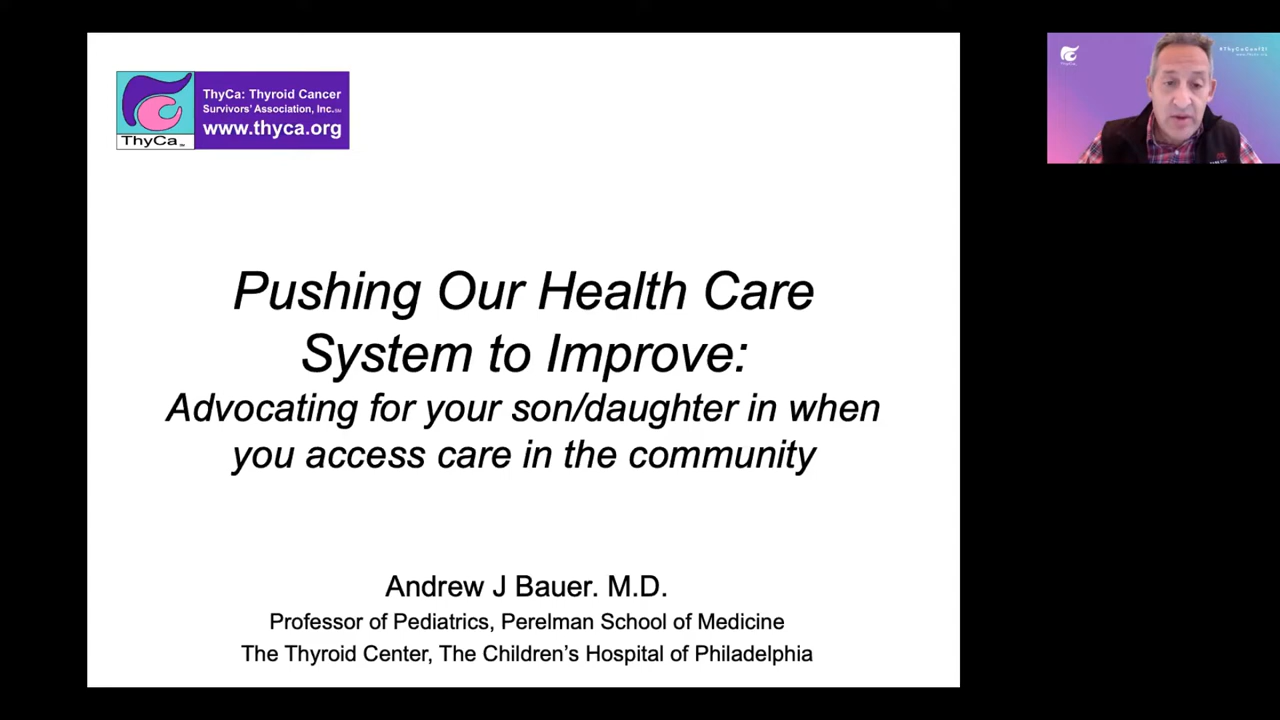 ThyCa: Thyroid Cancer
Survivors' Association, Inc.SM
www.thyca.org
ThyCa
Pushing Our Health Care
System to Improve:
Advocating for your son/daughter in when
you access care in the community
Andrew J Bauer. M.D.
Professor of Pediatrics, Perelman School of Medicine
The Thyroid Center, The Children's Hospital of Philadelphia
ThyCa